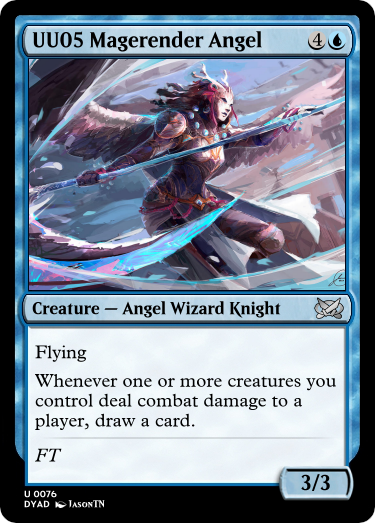 UU05 Magerender Angel 4
Creature — Angel Wizard Knight
Flying
Whenever one or more creatures you
control deal combat damage to a
player, draw a card.
FT
3/3
U 0076
DYAD JASONTN